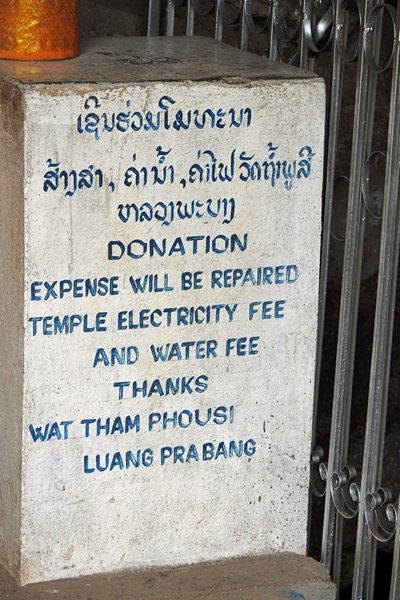 ເຊີນຮ່ວມໂມທະນາ
ສ້າງສາ, ຄ່ານ້ຳ, ຄ່າໄຟວັດຖ້ຳພູສີ
ຫລວງພະບາງ
DONATION
EXPENSE WILL BE REPAIRED
TEMPLE ELECTRICITY FEE
AND WATER FEE
THANKS
WAT THAM PHOUSI
LUANG PRABANG